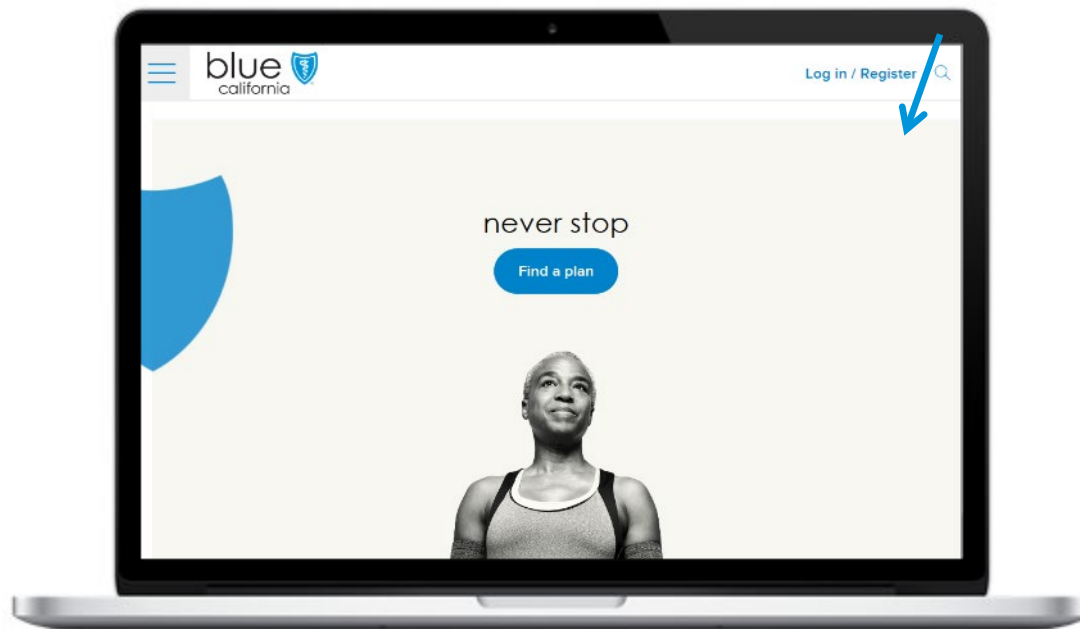 blue
california
Log in / Register
never stop
Find a plan